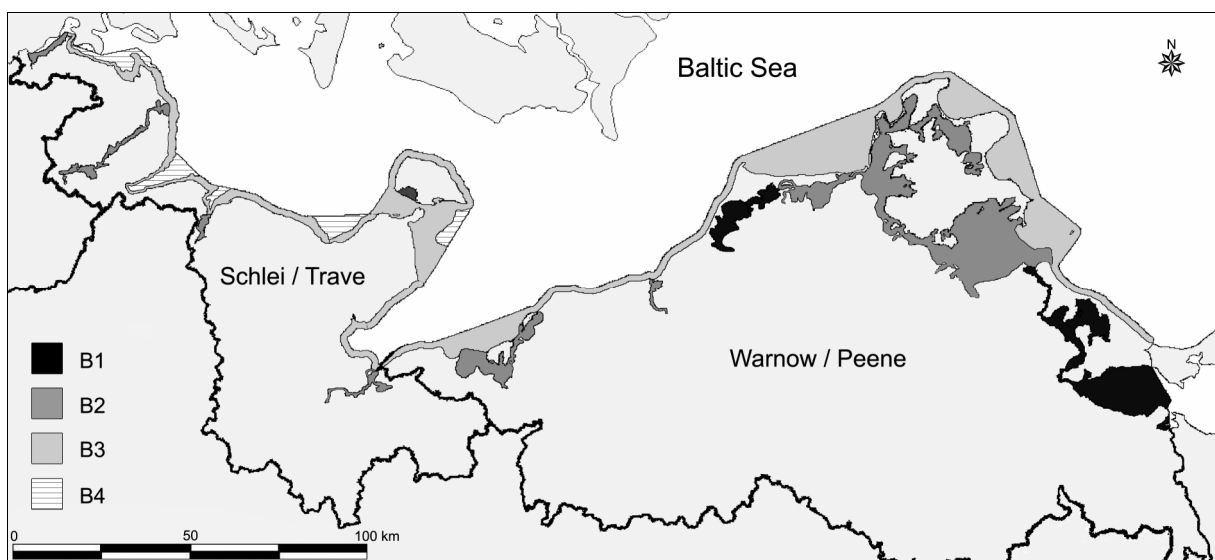 Baltic Sea
N
Schlei / Trave
Warnow / Peene
B1
B2
B3
B4
0 50 100 km